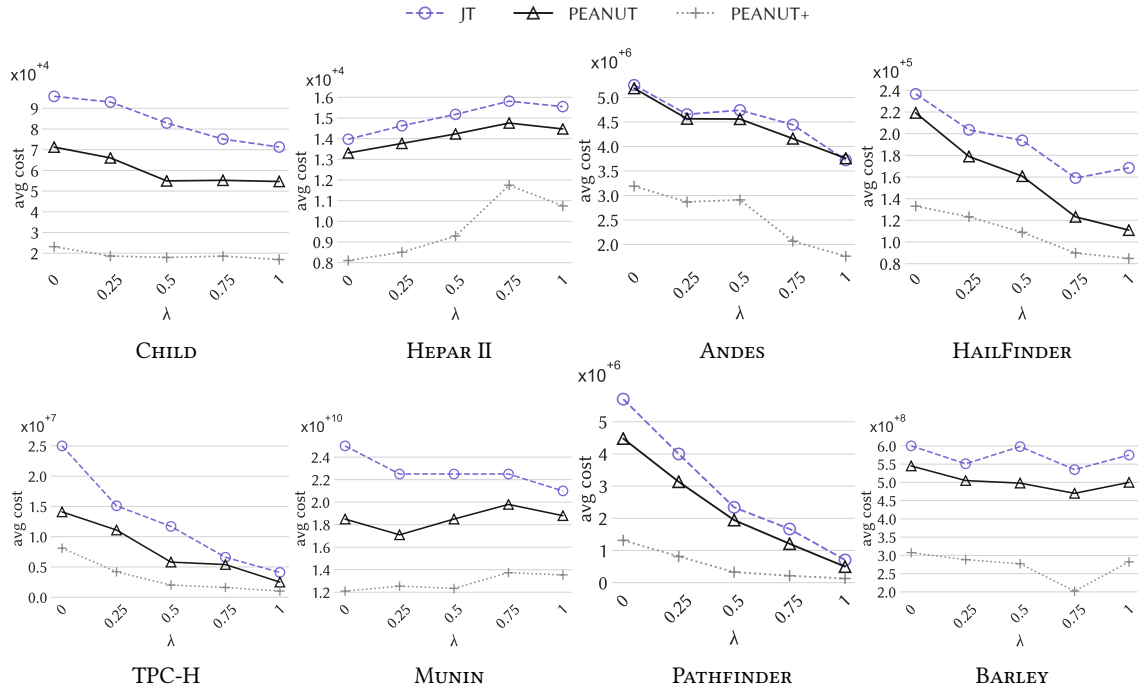 JT PEANUT PEANUT+
x10+4
avg cost
9
8
7
6
5
4
3
2
0 0.25 0.5 0.75 1
λ
CHILD
x10+4
avg cost
1.6
1.5
1.4
1.3
1.2
1.1
1.0
0.9
0.8
0 0.25 0.5 0.75 1
λ
HEPAR II
x10+6
avg cost
5.0
4.5
4.0
3.5
3.0
2.5
2.0
0 0.25 0.5 0.75 1
λ
ANDES
x10+5
avg cost
2.4
2.2
2.0
1.8
1.6
1.4
1.2
1.0
0.8
0 0.25 0.5 0.75 1
λ
HAILFINDER
x10+7
avg cost
2.5
2.0
1.5
1.0
0.5
0.0
0 0.25 0.5 0.75 1
λ
TPC-H
x10+10
avg cost
2.4
2.2
2.0
1.8
1.6
1.4
1.2
0 0.25 0.5 0.75 1
λ
MUNIN
x10+6
avg cost
5
4
3
2
1
0
0 0.25 0.5 0.75 1
λ
PATHFINDER
x10+8
avg cost
6.0
5.5
5.0
4.5
4.0
3.5
3.0
2.5
2.0
0 0.25 0.5 0.75 1
λ
BARLEY